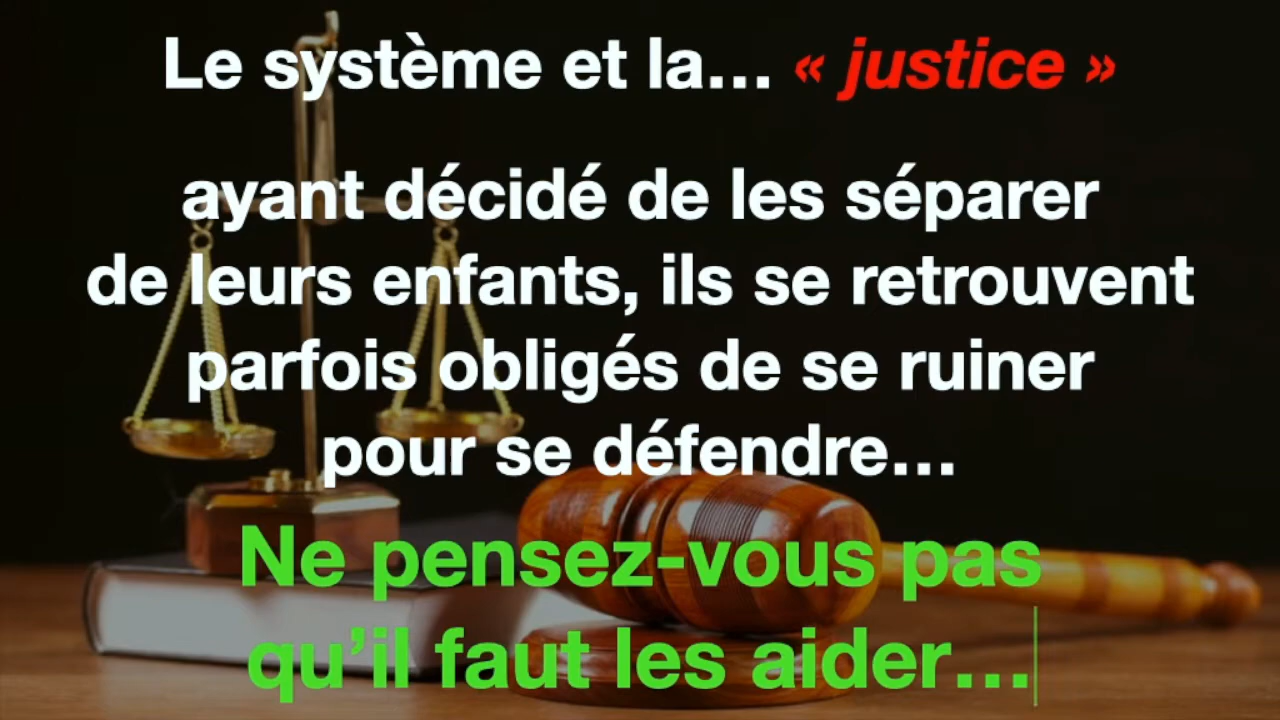 Le système et la… « justice »
ayant décidé de les séparer
de leurs enfants, ils se retrouvent
parfois obligés de se ruiner
pour se défendre…
Ne pensez-vous pas
qu’il faut les aider…